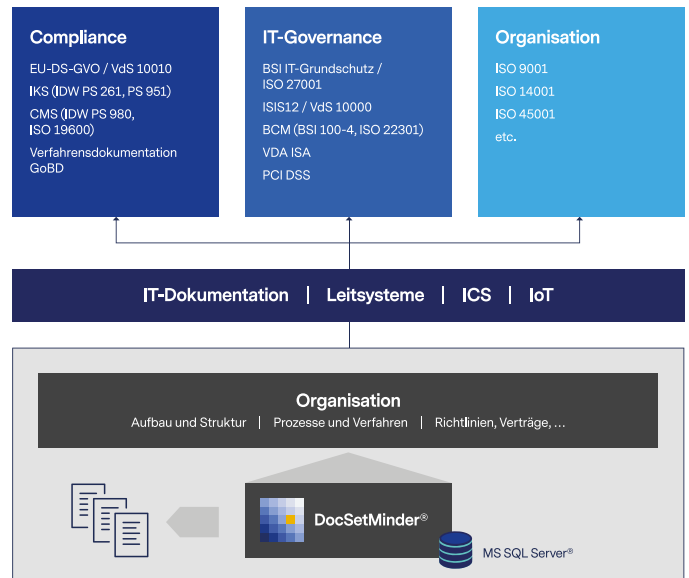 Compliance
EU-DS-GVO / VdS 10010
IKS (IDW PS 261, PS 951)
CMS (IDW PS 980,
ISO 19600)
Verfahrensdokumentation
GoBD
IT-Governance
BSI IT-Grundschutz /
ISO 27001
ISIS12 / VdS 10000
BCM (BSI 100-4, ISO 22301)
VDA ISA
PCI DSS
Organisation
ISO 9001
ISO 14001
ISO 45001
etc.
IT-Dokumentation | Leitsysteme | ICS | IoT
Organisation
Aufbau und Struktur | Prozesse und Verfahren | Richtlinien, Verträge, ...
DocSetMinder®
MS SQL Server®